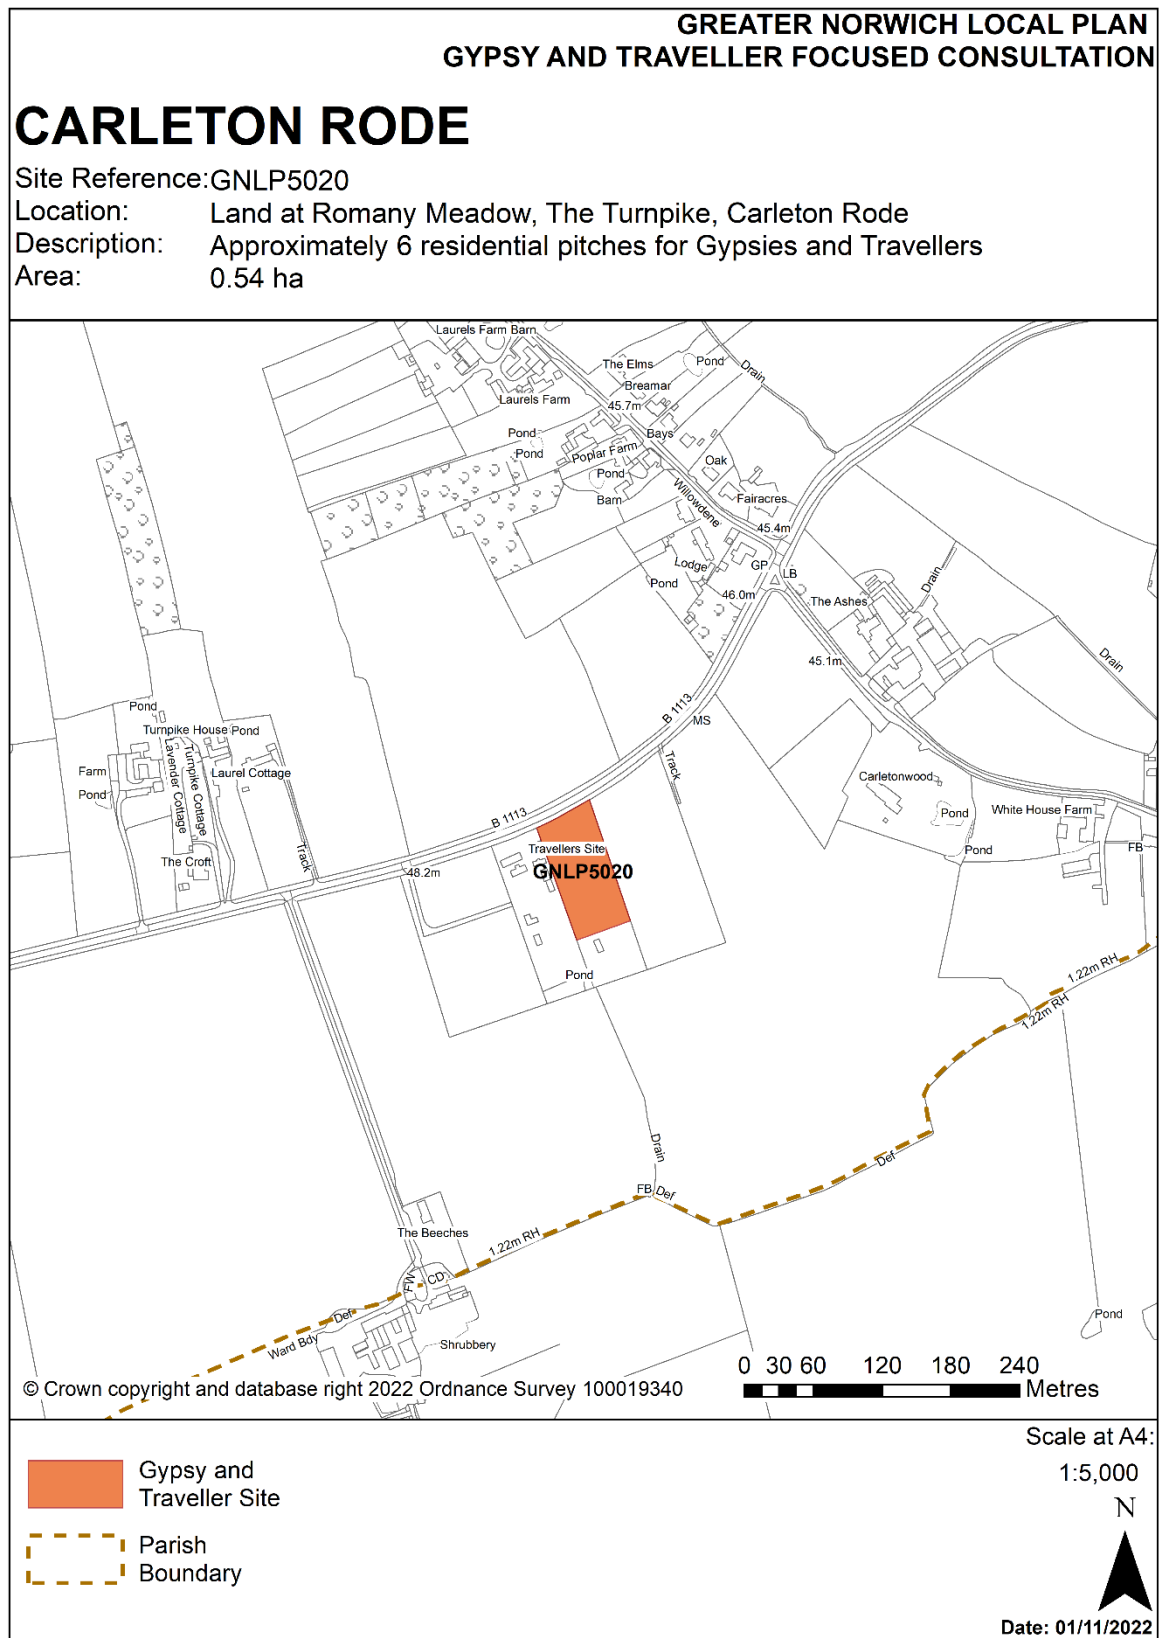 GREATER NORWICH LOCAL PLAN
GYPSY AND TRAVELLER FOCUSED CONSULTATION
CARLETON RODE
Site Reference: GNLP5020
Location: Land at Romany Meadow, The Turnpike, Carleton Rode
Description: Approximately 6 residential pitches for Gypsies and Travellers
Area: 0.54 ha
Laurels Farm Barn
The Elms
Pond
Drain
Breamar
Laurels Farm
45.7m
Pond
Bays
Pond
Poplar Farm
Oak
Pond
Barn
Willowdene
Fairacres
45.4m
Lodge
GP
LB
Pond
46.0m
The Ashes
Drain
45.1m
Drain
Pond
B 1113
MS
Turnpike House
Pond
Lavender Cottage
Turnpike Cottage
Farm
Laurel Cottage
Track
Pond
Carletonwood
Pond
White House Farm
B 1113
The Croft
Track
Travellers Site
48.2m
GNLP5020
Pond
FB
Pond
1.22m RH
1.22m RH
Drain
Def
FB
Def
The Beeches
1.22m RH
FW
CD
Def
Ward Bdy
Shrubbery
Pond
0 30 60 120 180 240
Metres
© Crown copyright and database right 2022 Ordnance Survey 100019340
Scale at A4:
1:5,000
Gypsy and
Traveller Site
N
Parish
Boundary
Date: 01/11/2022